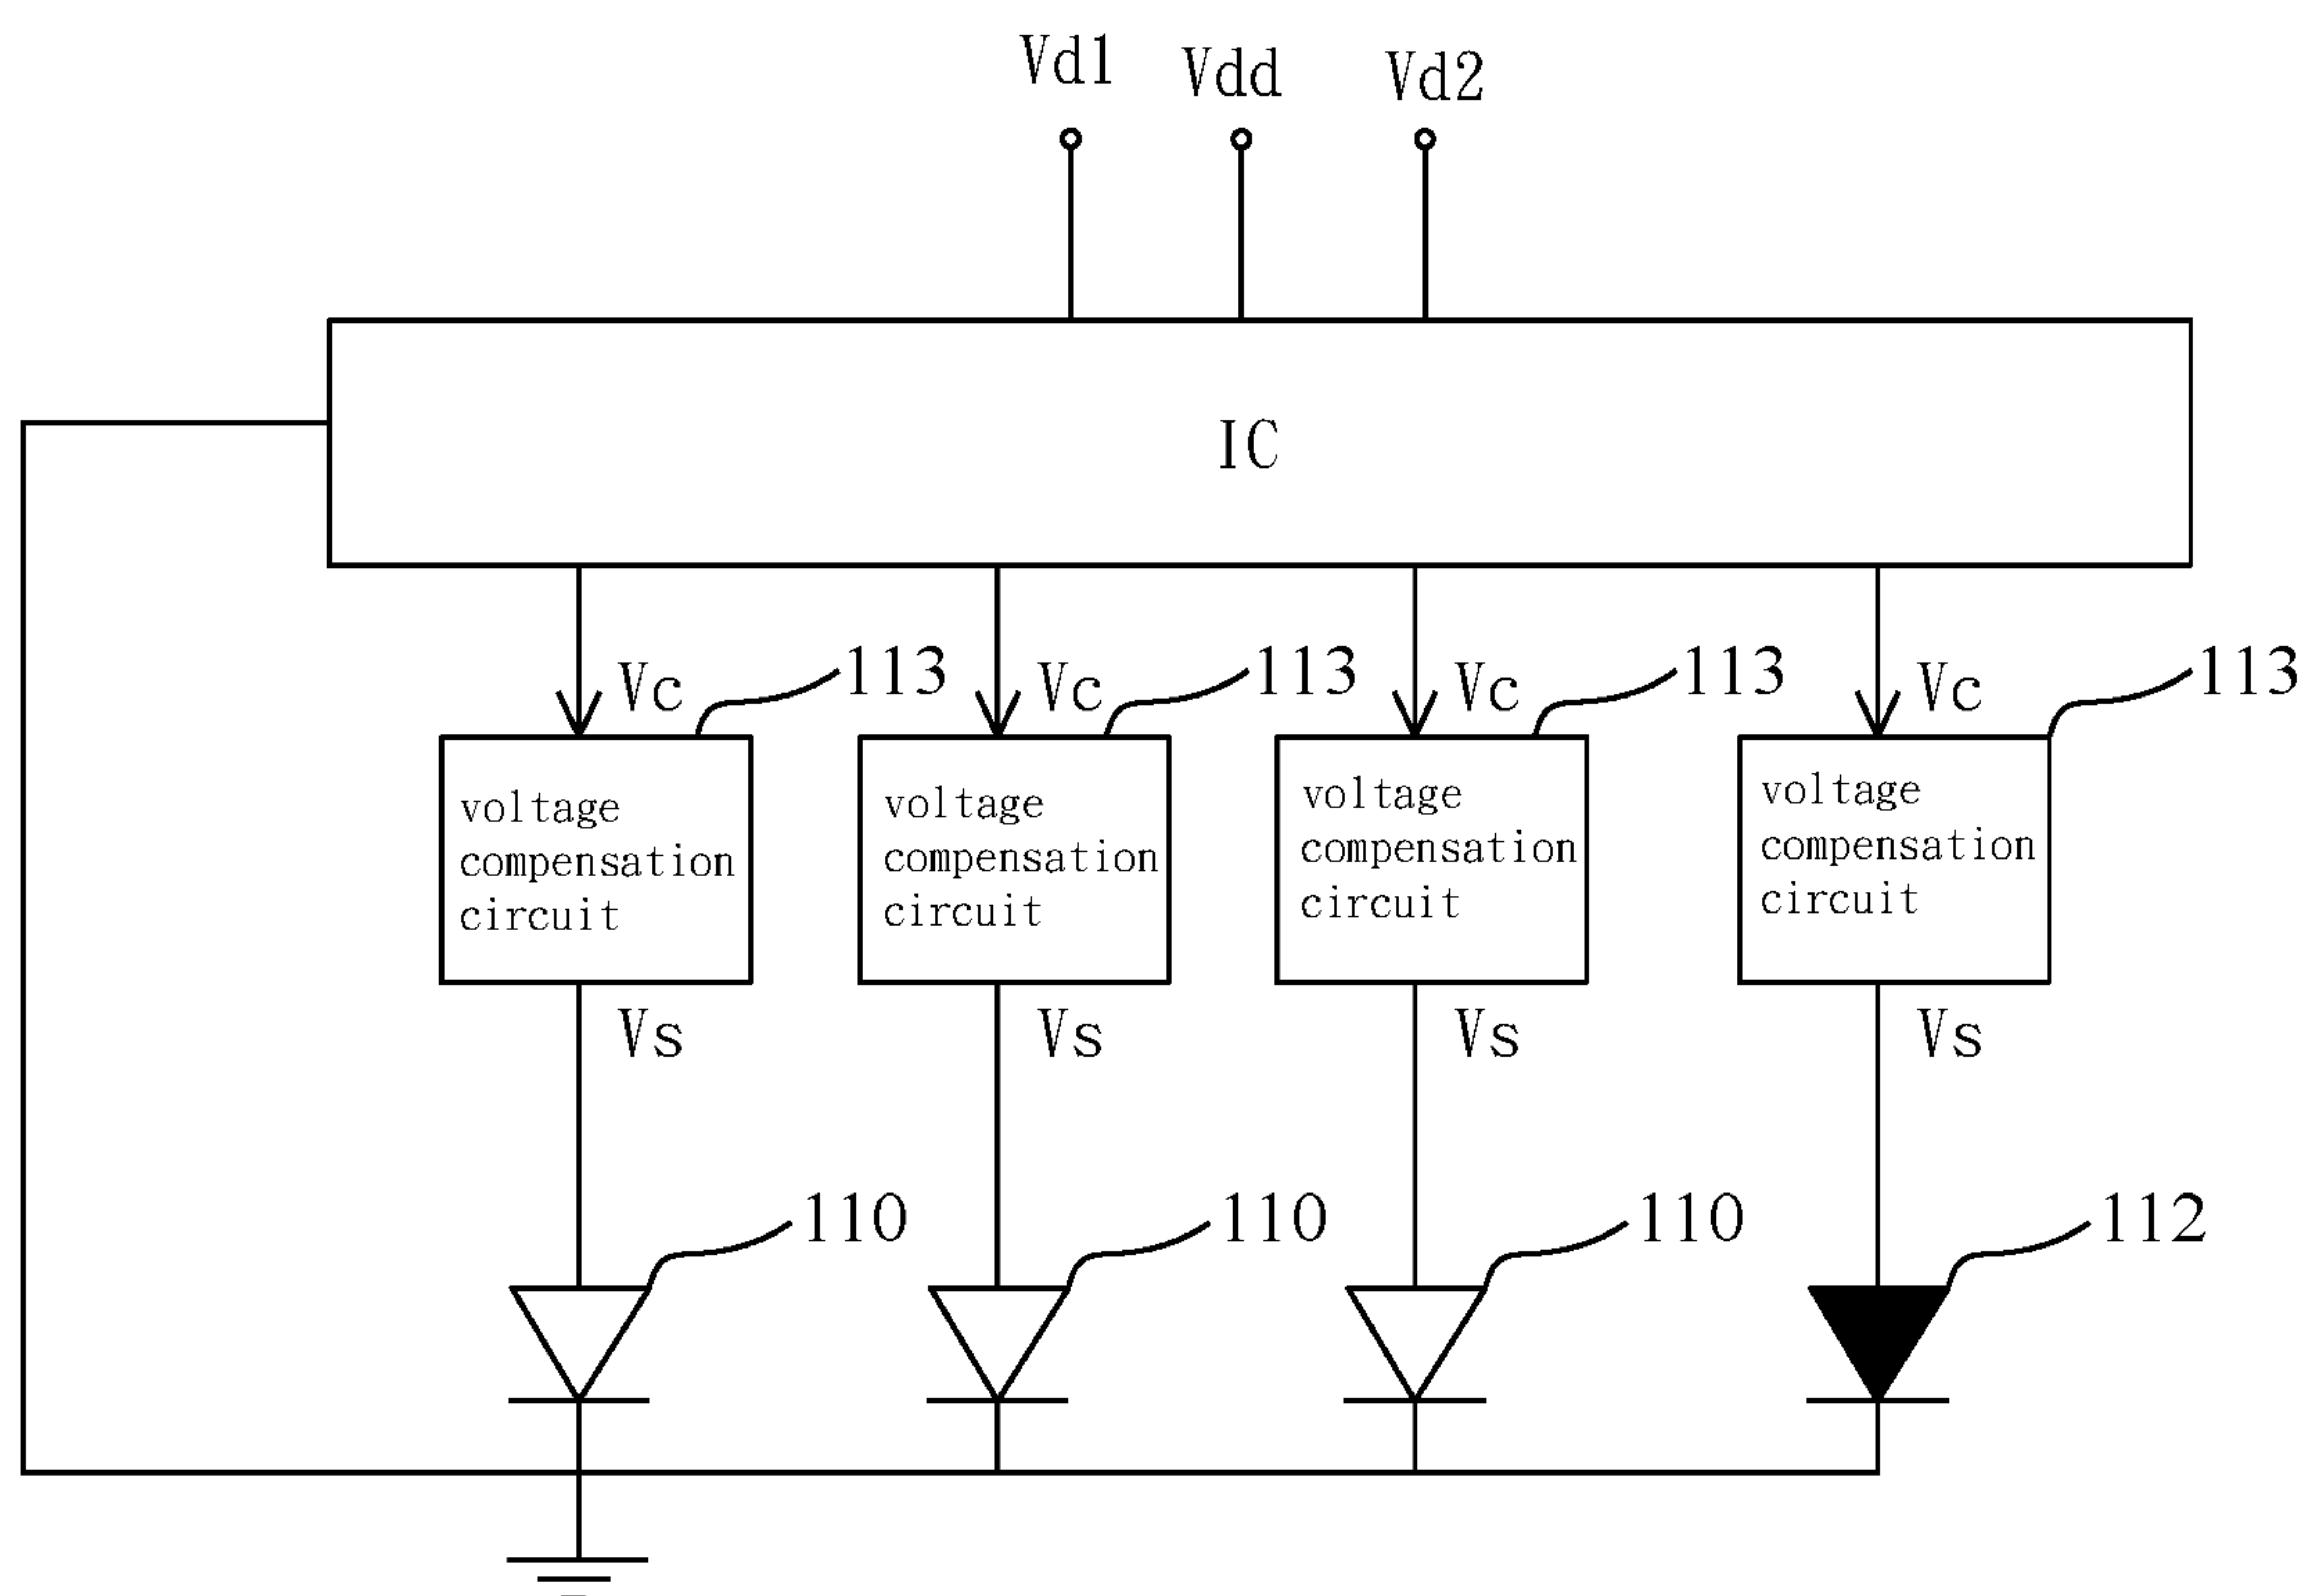 Vd1 Vdd Vd2
IC
Vc 113 Vc 113 Vc 113 Vc 113
voltage voltage voltage voltage
compensation compensation compensation compensation
circuit circuit circuit circuit
Vs Vs Vs Vs
110 110 110 112